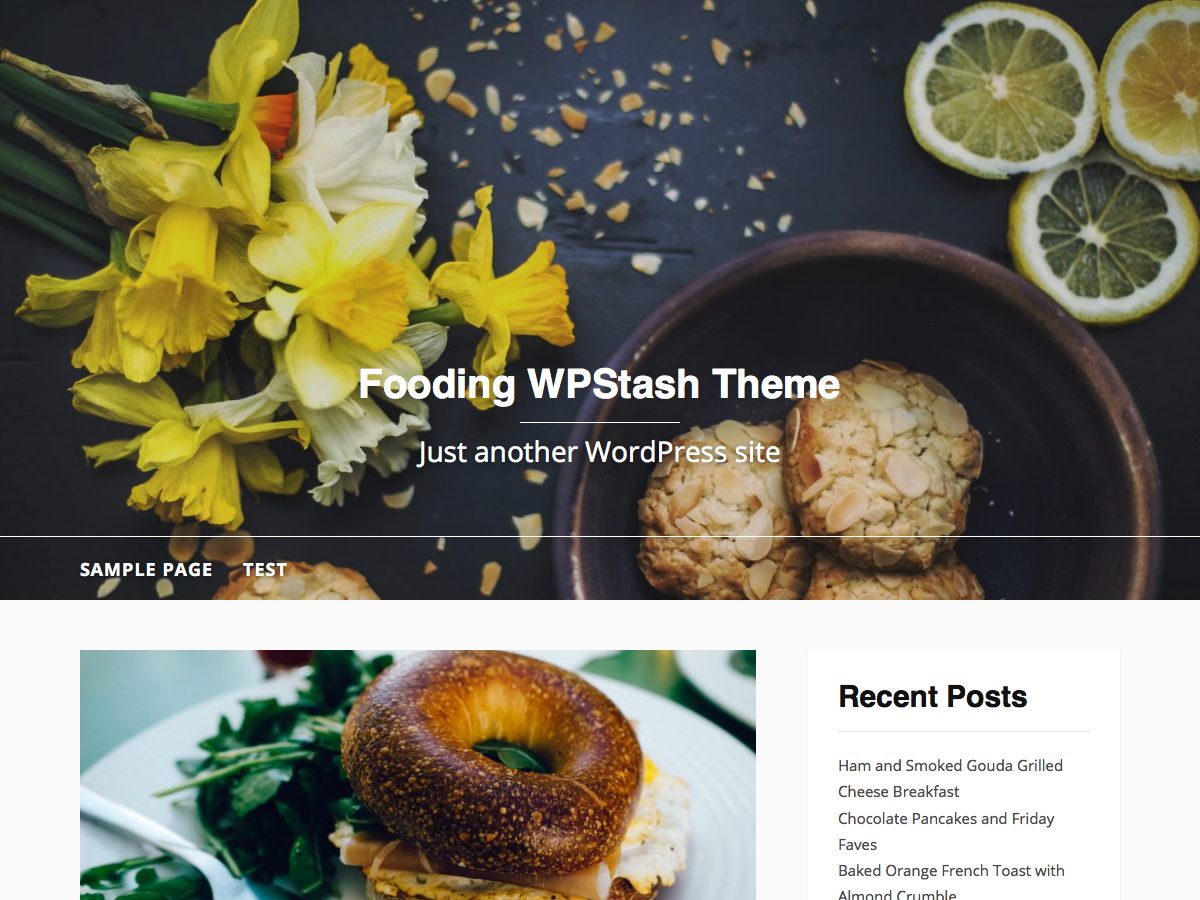 Fooding WPStash Theme
Just another WordPress site
SAMPLE PAGE TEST
Recent Posts
Ham and Smoked Gouda Grilled
Cheese Breakfast
Chocolate Pancakes and Friday
Faves
Baked Orange French Toast with
Almond Crumble